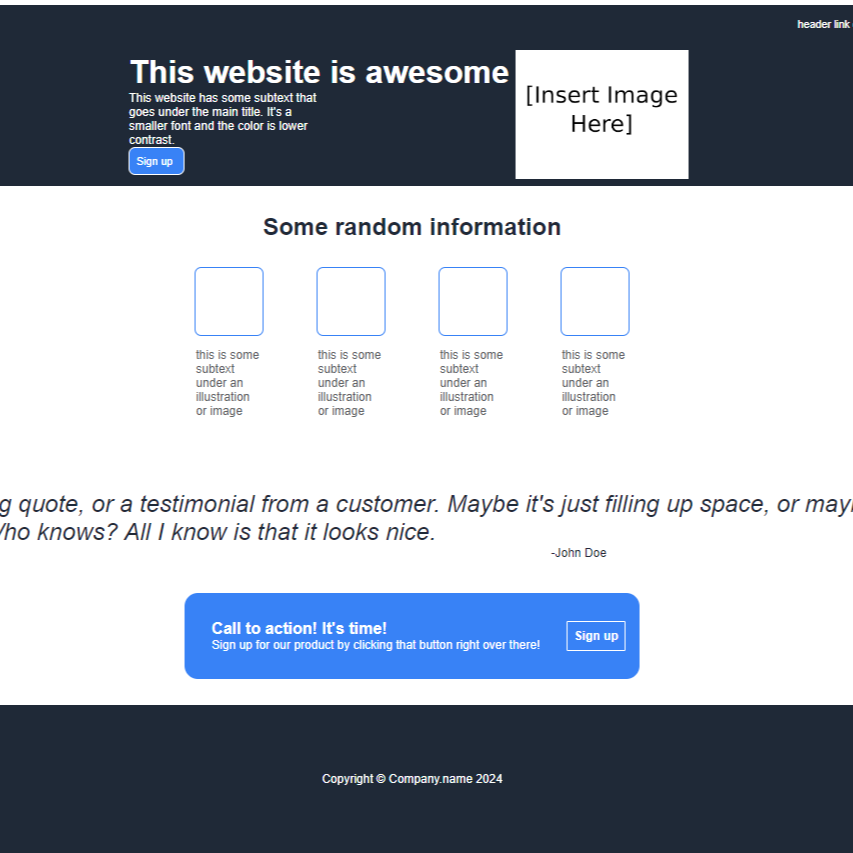 header link
This website is awesome
This website has some subtext that
goes under the main title. It's a
smaller font and the color is lower
contrast.
Sign up
[Insert Image
Here]
Some random information
this is some
subtext
under an
illustration
or image
this is some
subtext
under an
illustration
or image
this is some
subtext
under an
illustration
or image
this is some
subtext
under an
illustration
or image
g quote, or a testimonial from a customer. Maybe it's just filling up space, or may
ho knows? All I know is that it looks nice.
-John Doe
Call to action! It's time!
Sign up for our product by clicking that button right over there!
Sign up
Copyright © Company.name 2024